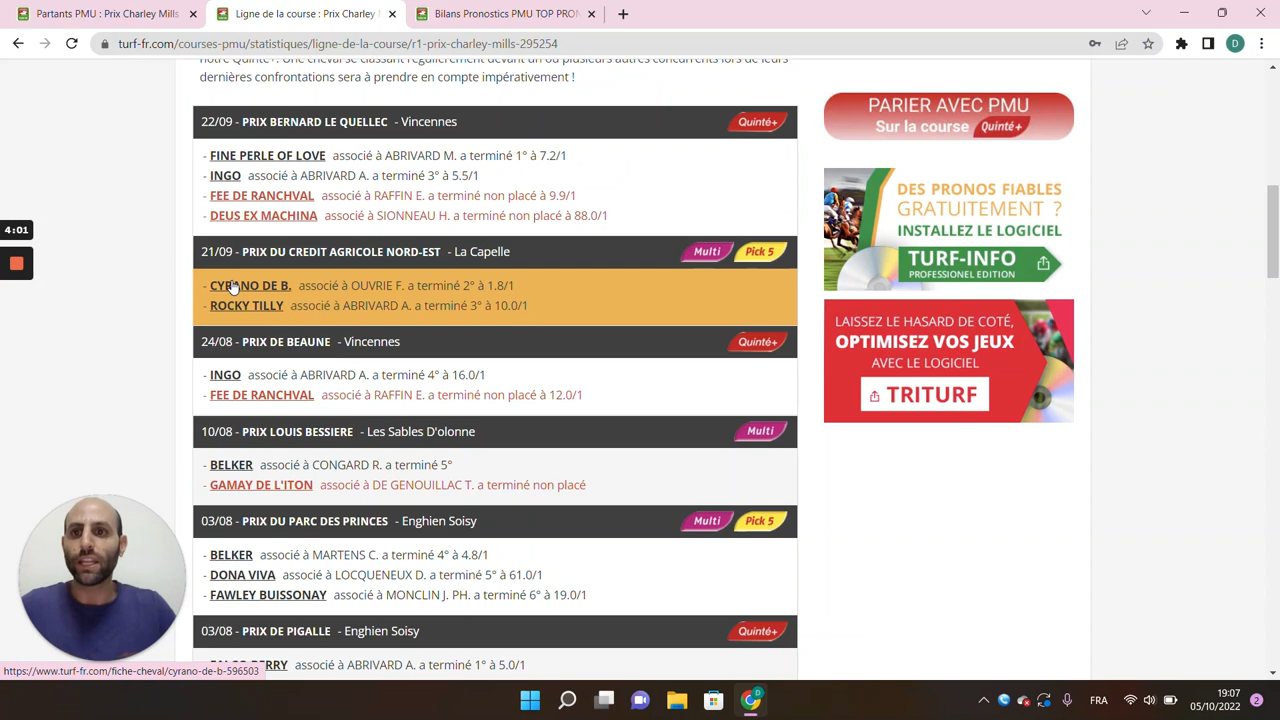 Partants PMU : Prix Charley Mills
Ligne de la course : Prix Charley
Bilans Pronostics PMU TOP PRON
turf-fr.com/courses-pmu/statistiques/ligne-de-la-course/r1-prix-charley-mills-295254
D
notre Quinté+. Une cheval se classant régulièrement devant un ou plusieurs autres concurrents lors de leurs
dernières confrontations sera à prendre en compte impérativement !
22/09 - PRIX BERNARD LE QUELLEC - Vincennes
Quinté+
- FINE PERLE OF LOVE associé à ABRIVARD M. a terminé 1° à 7.2/1
- INGO associé à ABRIVARD A. a terminé 3° à 5.5/1
- FEE DE RANCHVAL associé à RAFFIN E. a terminé non placé à 9.9/1
- DEUS EX MACHINA associé à SIONNEAU H. a terminé non placé à 88.0/1
21/09 - PRIX DU CREDIT AGRICOLE NORD-EST - La Capelle
Multi Pick 5
- CYRANO DE B. associé à OUVRIE F. a terminé 2° à 1.8/1
- ROCKY TILLY associé à ABRIVARD A. a terminé 3° à 10.0/1
24/08 - PRIX DE BEAUNE - Vincennes
Quinté+
- INGO associé à ABRIVARD A. a terminé 4° à 16.0/1
- FEE DE RANCHVAL associé à RAFFIN E. a terminé non placé à 12.0/1
10/08 - PRIX LOUIS BESSIERE - Les Sables D'olonne
Multi
- BELKER associé à CONGARD R. a terminé 5°
- GAMAY DE L'ITON associé à DE GENOUILLAC T. a terminé non placé
03/08 - PRIX DU PARC DES PRINCES - Enghien Soisy
Multi Pick 5
- BELKER associé à MARTENS C. a terminé 4° à 4.8/1
- DONA VIVA associé à LOCQUENEUX D. a terminé 5° à 61.0/1
- FAWLEY BUISSONAY associé à MONCLIN J. PH. a terminé 6° à 19.0/1
03/08 - PRIX DE PIGALLE - Enghien Soisy
Quinté+
BERRY associé à ABRIVARD A. a terminé 1° à 5.0/1
PARIER AVEC PMU
Sur la course Quinté+
DES PRONOS FIABLES
GRATUITEMENT ?
INSTALLEZ LE LOGICIEL
TURF-INFO
PROFESSIONEL EDITION
LAISSEZ LE HASARD DE COTÉ,
OPTIMISEZ VOS JEUX
AVEC LE LOGICIEL
TRITURF
4:01
https://www.turf-fr.com/fiche-cheval/cyrano-de-b-596503
D
FRA
19:07
05/10/2022
2